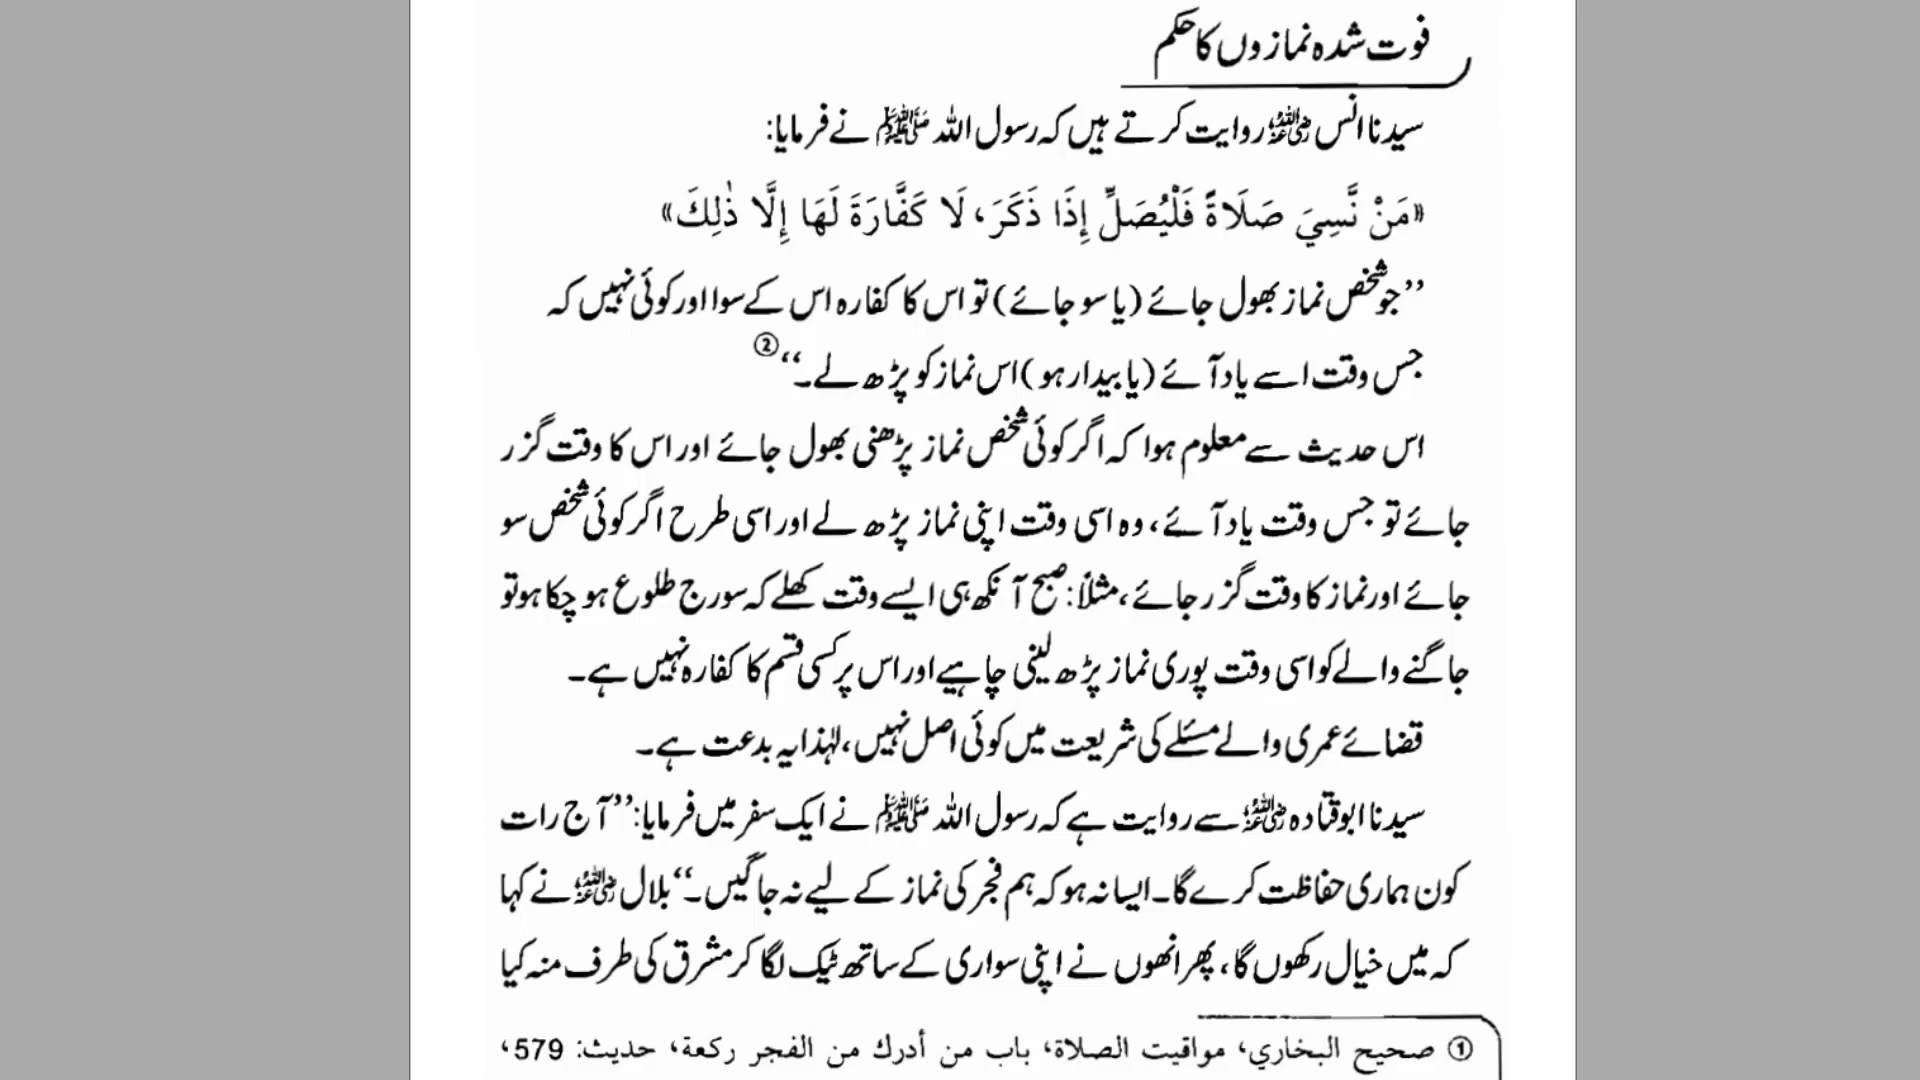 فوت شدہ نمازوں کا حکم
سیدنا انس رضی اللہ عنہ روایت کرتے ہیں کہ رسول اللہ ﷺ نے فرمایا:
«مَنْ نَّسِيَ صَلَاةً فَلْيُصَلِّ إِذَا ذَكَرَ، لَا كَفَّارَةَ لَهَا إِلَّا ذٰلِكَ»
’’جو شخص نماز بھول جائے (یا سو جائے) تو اس کا کفارہ اس کے سوا اور کوئی نہیں کہ
جس وقت اسے یاد آئے (یا بیدار ہو) اس نماز کو پڑھ لے۔‘‘②
اس حدیث سے معلوم ہوا کہ اگر کوئی شخص نماز پڑھنی بھول جائے اور اس کا وقت گزر
جائے تو جس وقت یاد آئے، وہ اسی وقت اپنی نماز پڑھ لے اور اسی طرح اگر کوئی شخص سو
جائے اور نماز کا وقت گزر جائے، مثلاً: صبح آنکھ ہی ایسے وقت کھلے کہ سورج طلوع ہو چکا ہو تو
جاگنے والے کو اسی وقت پوری نماز پڑھ لینی چاہیے اور اس پر کسی قسم کا کفارہ نہیں ہے۔
قضائے عمری والے مسئلے کی شریعت میں کوئی اصل نہیں، لہٰذا یہ بدعت ہے۔
سیدنا ابوقتادہ رضی اللہ عنہ سے روایت ہے کہ رسول اللہ ﷺ نے ایک سفر میں فرمایا: ’’آج رات
کون ہماری حفاظت کرے گا۔ ایسا نہ ہو کہ ہم فجر کی نماز کے لیے نہ جاگیں۔‘‘ بلال رضی اللہ عنہ نے کہا
کہ میں خیال رکھوں گا، پھر انھوں نے اپنی سواری کے ساتھ ٹیک لگا کر مشرق کی طرف منہ کیا
① صحيح البخاري، مواقيت الصلاة، باب من أدرك من الفجر ركعة، حديث: 579،